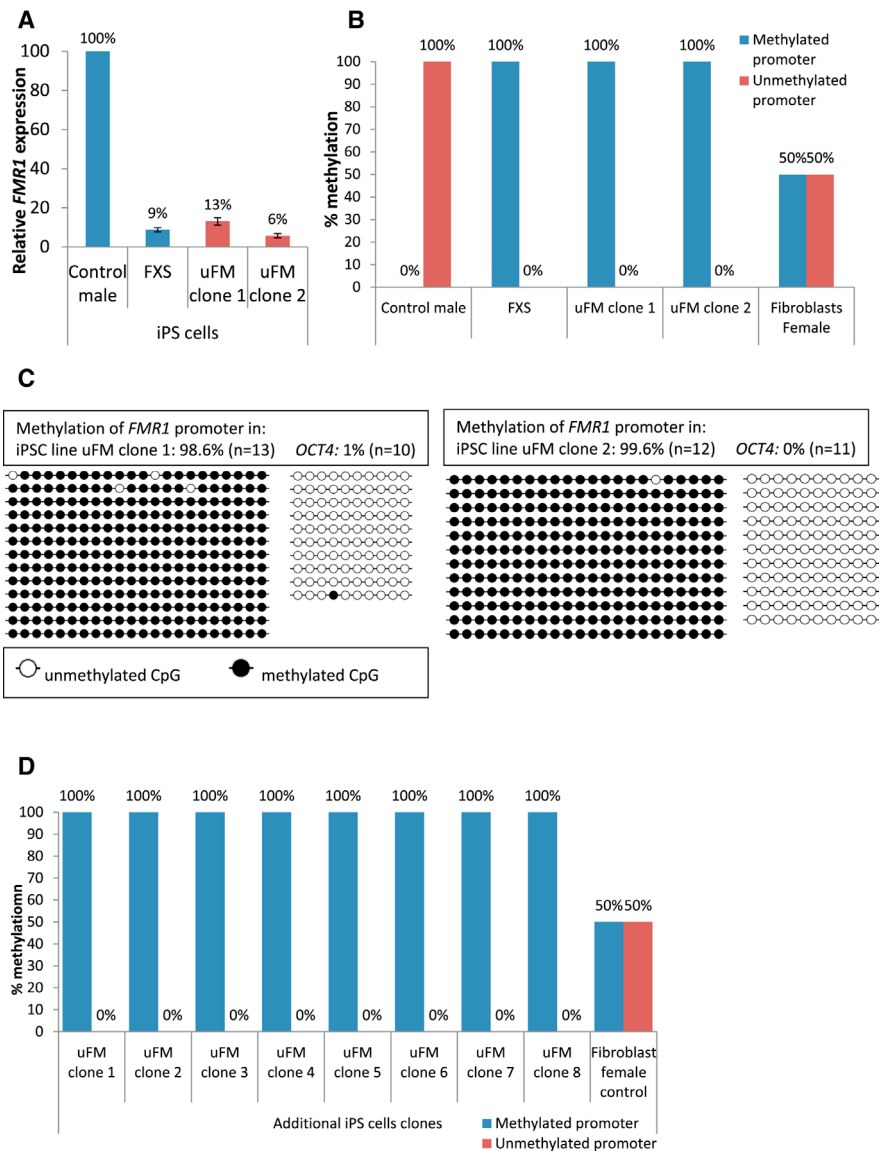 A
100%
100
80
60
40
20
0
Relative FMR1 expression
9%
13%
6%
Control male
FXS
uFM clone 1
uFM clone 2
iPS cells
B
Methylated promoter
Unmethylated promoter
100% 100% 100% 100%
100
90
80
70
60
50
40
30
20
10
0
% methylation
50%50%
0% 0% 0% 0%
Control male
FXS
uFM clone 1
uFM clone 2
Fibroblasts Female
C
Methylation of FMR1 promoter in:
iPSC line uFM clone 1: 98.6% (n=13) OCT4: 1% (n=10)
Methylation of FMR1 promoter in:
iPSC line uFM clone 2: 99.6% (n=12) OCT4: 0% (n=11)
unmethylated CpG
methylated CpG
D
100% 100% 100% 100% 100% 100% 100% 100%
100
90
80
70
60
50
40
30
20
10
0
% methylatiomn
50%50%
0% 0% 0% 0% 0% 0% 0% 0%
uFM clone 1
uFM clone 2
uFM clone 3
uFM clone 4
uFM clone 5
uFM clone 6
uFM clone 7
uFM clone 8
Fibroblast female control
Additional iPS cells clones
Methylated promoter
Unmethylated promoter